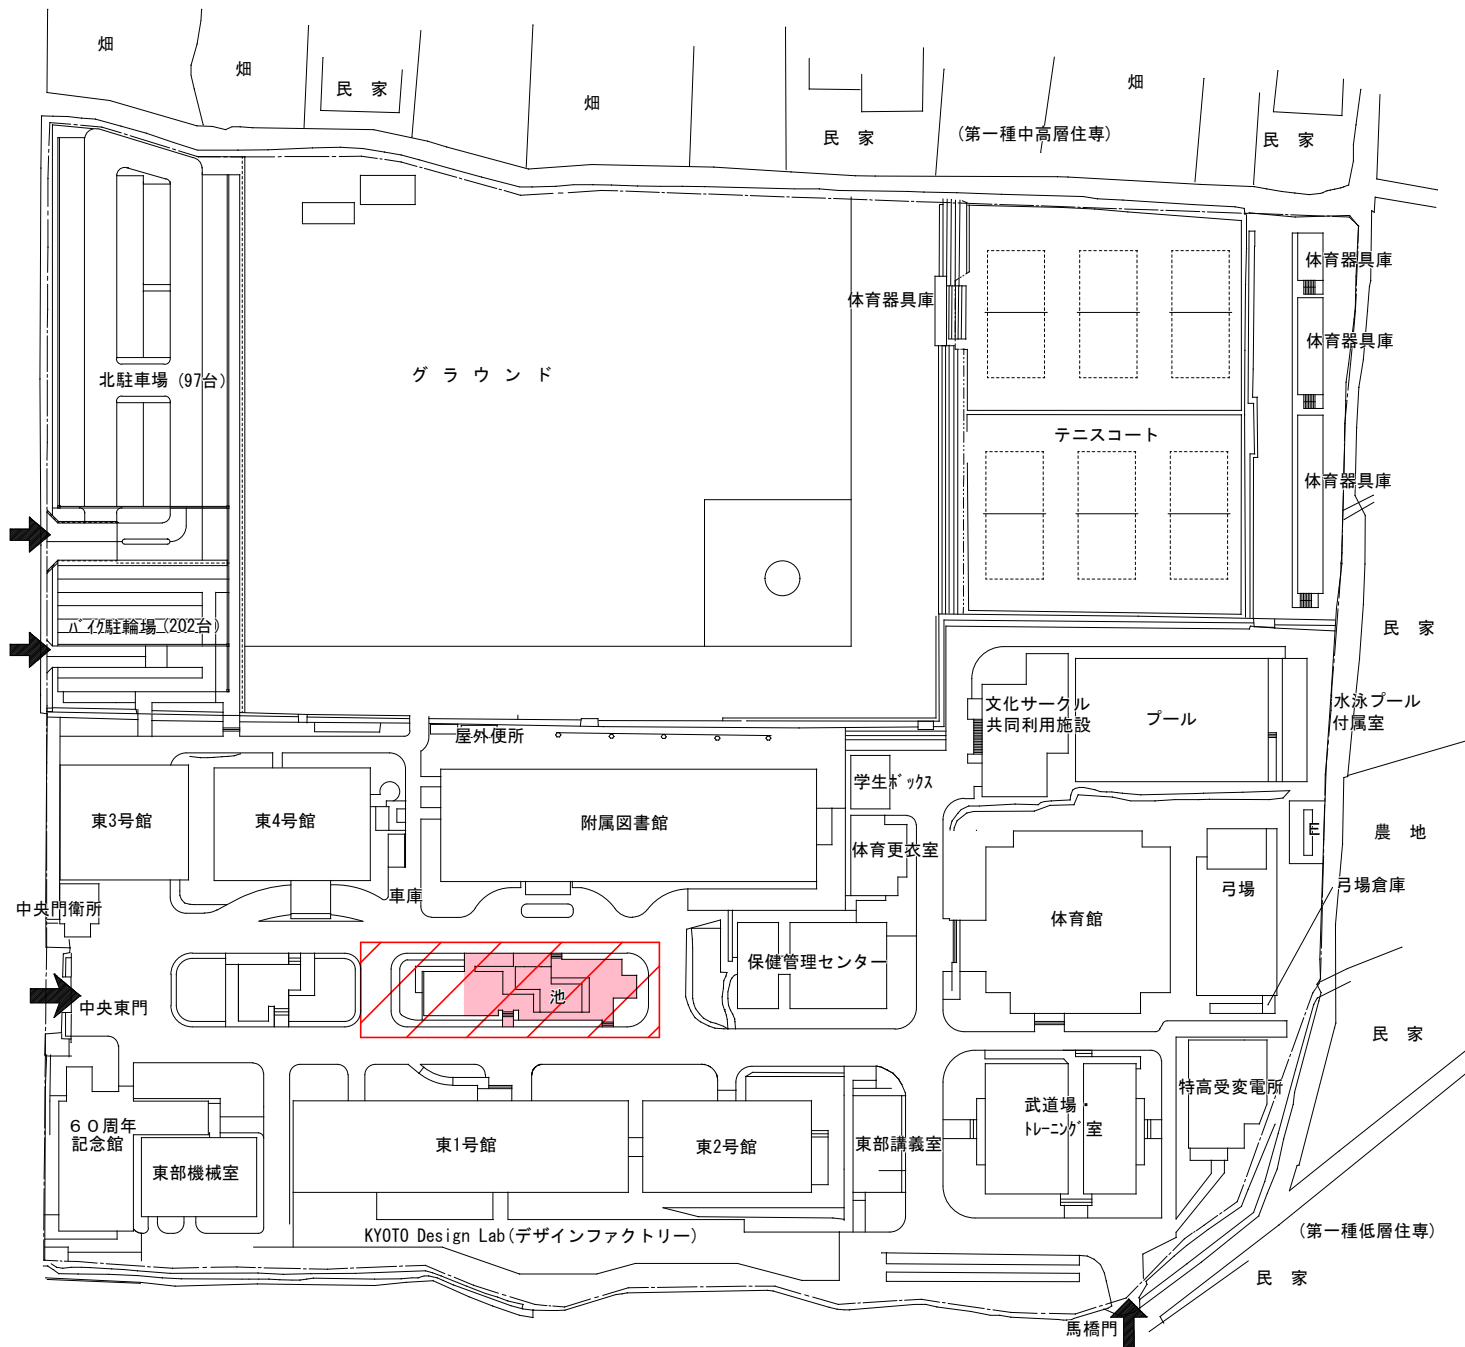 畑
畑
民 家
畑
畑
民 家
(第一種中高層住専)
民 家
体育器具庫
体育器具庫
体育器具庫
北駐車場(97台)
グ ラ ウ ン ド
テニスコート
体育器具庫
バイク駐輪場(202台)
民 家
文化サークル
共同利用施設
プール
水泳プール
付属室
屋外便所
学生ボックス
東3号館
東4号館
附属図書館
体育更衣室
農 地
車庫
弓場
弓場倉庫
中央門衛所
体育館
保健管理センター
池
中央東門
民 家
60周年
記念館
東部機械室
東1号館
東2号館
東部講義室
武道場・
トレーニング室
特高受変電所
KYOTO Design Lab(デザインファクトリー)
(第一種低層住専)
民 家
馬橋門